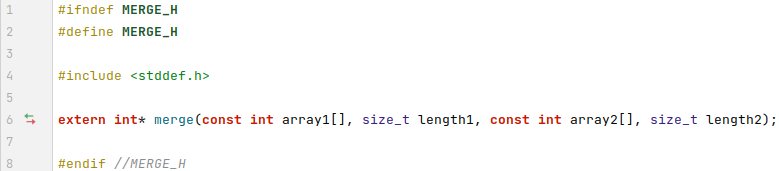 1 #ifndef MERGE_H
2 #define MERGE_H
3
4 #include <stddef.h>
5
6 extern int* merge(const int array1[], size_t length1, const int array2[], size_t length2);
7
8 #endif //MERGE_H